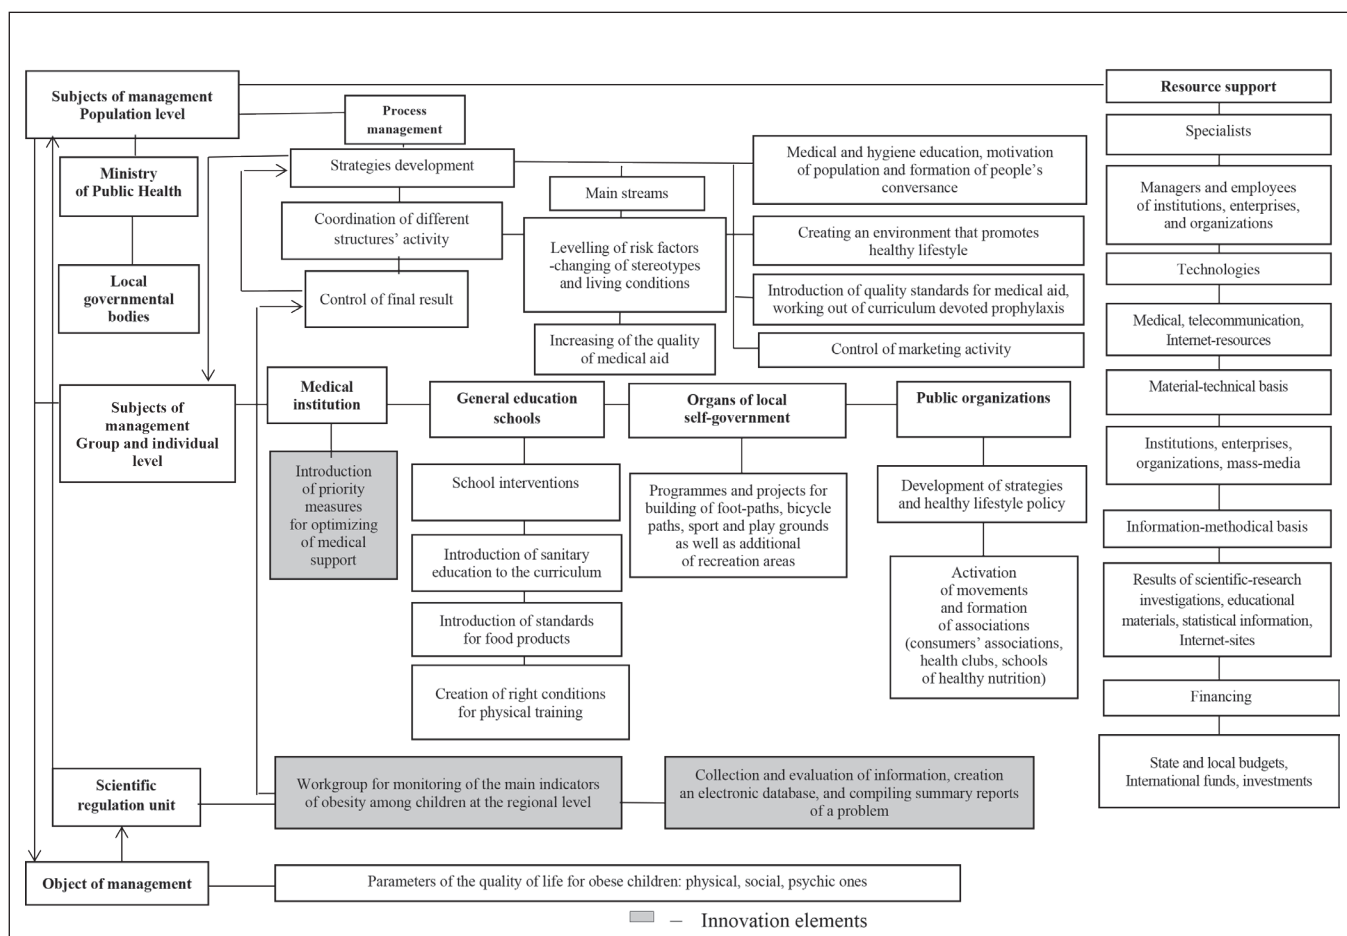 Subjects of management
Population level
Process
management
Resource support
Strategies development
Ministry
of Public Health
Local
governmental
bodies
Coordination of different
structures’ activity
Control of final result
Main streams
Levelling of risk factors
-changing of stereotypes
and living conditions
Increasing of the quality
of medical aid
Medical and hygiene education, motivation
of population and formation of people’s
conversance
Creating an environment that promotes
healthy lifestyle
Introduction of quality standards for medical aid,
working out of curriculum devoted prophylaxis
Control of marketing activity
Specialists
Managers and employees
of institutions, enterprises,
and organizations
Technologies
Medical, telecommunication,
Internet-resources
Material-technical basis
Institutions, enterprises,
organizations, mass-media
Information-methodical basis
Results of scientific-research
investigations, educational
materials, statistical information,
Internet-sites
Financing
State and local budgets,
International funds, investments
Subjects of
management
Group and individual
level
Medical
institution
General education
schools
Organs of local
self-government
Public organizations
Introduction
of priority
measures
for optimizing
of medical
support
School interventions
Introduction of sanitary
education to the curriculum
Introduction of standards
for food products
Creation of right conditions
for physical training
Programmes and projects for
building of foot-paths, bicycle
paths, sport and play grounds
as well as additional
of recreation areas
Development of strategies
and healthy lifestyle policy
Activation
of movements
and formation
of associations
(consumers’ associations,
health clubs, schools
of healthy nutrition)
Scientific
regulation unit
Workgroup for monitoring of the main indicators
of obesity among children at the regional level
Collection and evaluation of information, creation
an electronic database, and compiling summary reports
of a problem
Object of management
Parameters of the quality of life for obese children: physical, social, psychic ones
– Innovation elements